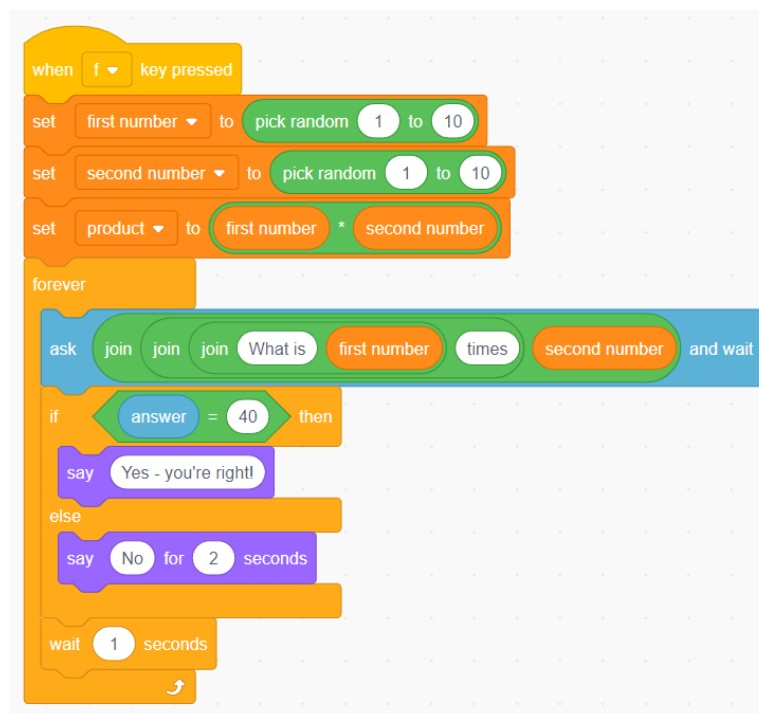 when f key pressed
set first number to pick random 1 to 10
set second number to pick random 1 to 10
set product to first number * second number
forever
ask join join join What is first number times second number and wait
if answer = 40 then
say Yes - you're right!
else
say No for 2 seconds
wait 1 seconds